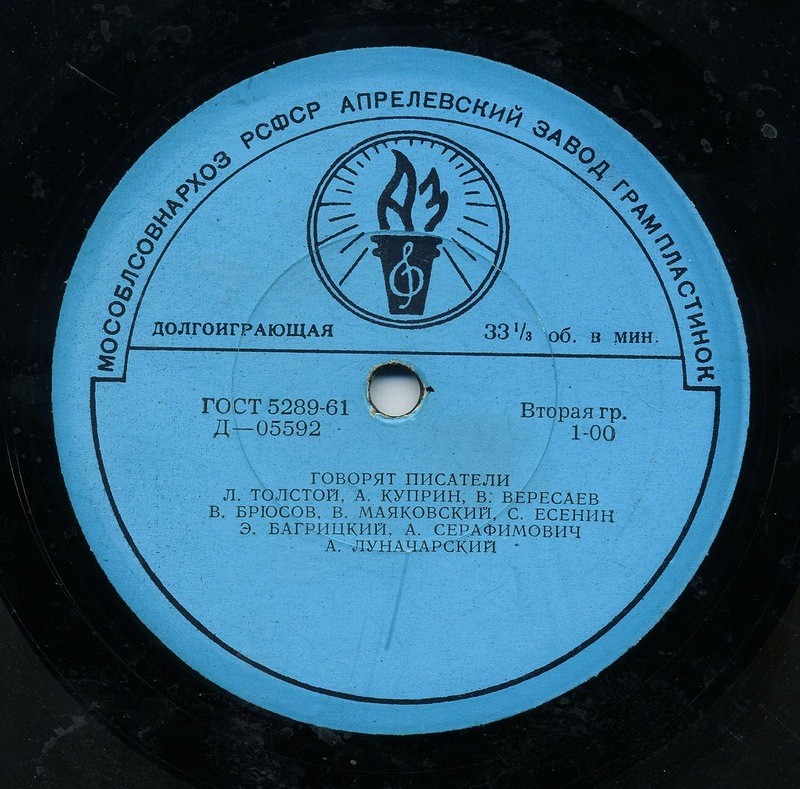 МОСОБЛСОВНАРХОЗ РСФСР АПРЕЛЕВСКИЙ ЗАВОД ГРАМПЛАСТИНОК
АЗ
ДОЛГОИГРАЮЩАЯ 33 1/3 об. в мин.
ГОСТ 5289-61 Вторая гр.
Д—05592 1-00
ГОВОРЯТ ПИСАТЕЛИ
Л. ТОЛСТОЙ, А. КУПРИН, В. ВЕРЕСАЕВ
В. БРЮСОВ, В. МАЯКОВСКИЙ, С. ЕСЕНИН
Э. БАГРИЦКИЙ, А. СЕРАФИМОВИЧ
А. ЛУНАЧАРСКИЙ